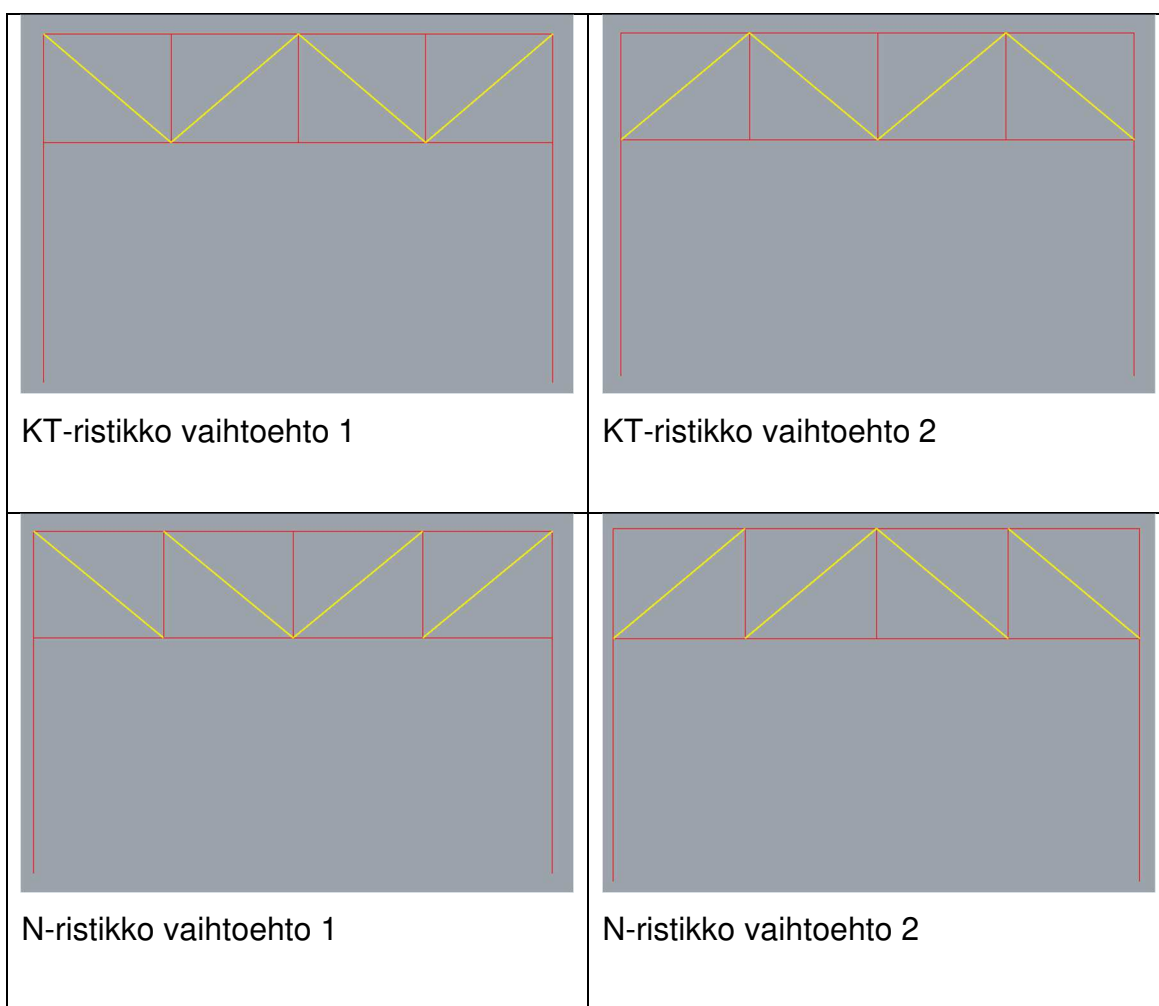 KT-ristikko vaihtoehto 1
KT-ristikko vaihtoehto 2
N-ristikko vaihtoehto 1
N-ristikko vaihtoehto 2